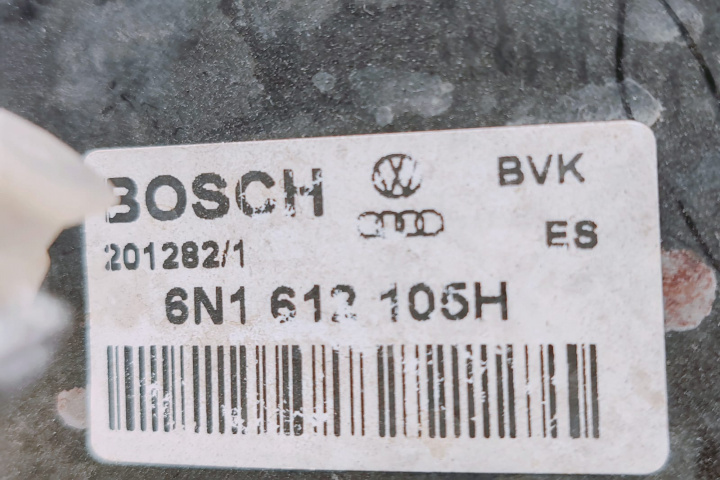 BOSCH
BVK
ES
201282/1
6N1 612 105H